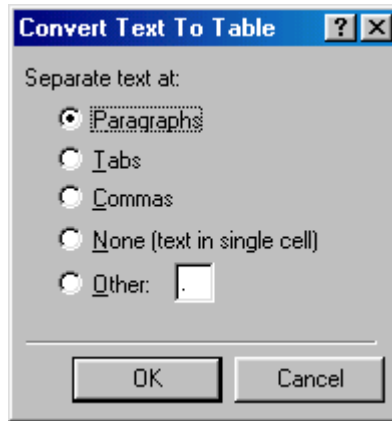 Convert Text To Table
Separate text at:
Paragraphs
Tabs
Commas
None (text in single cell)
Other: .
OK Cancel